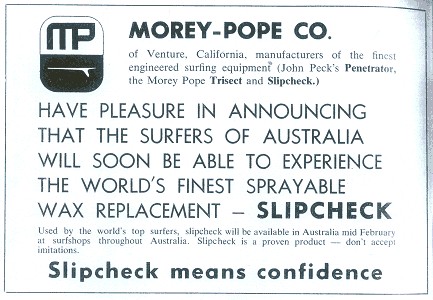 MP
MOREY-POPE CO.
of Venture, California, manufacturers of the finest
engineered surfing equipment (John Peck's Penetrator,
the Morey Pope Trisect and Slipcheck.)
HAVE PLEASURE IN ANNOUNCING
THAT THE SURFERS OF AUSTRALIA
WILL SOON BE ABLE TO EXPERIENCE
THE WORLD'S FINEST SPRAYABLE
WAX REPLACEMENT – SLIPCHECK
Used by the world's top surfers, slipcheck will be available in Australia mid February
at surfshops throughout Australia. Slipcheck is a proven product — don't accept
imitations.
Slipcheck means confidence